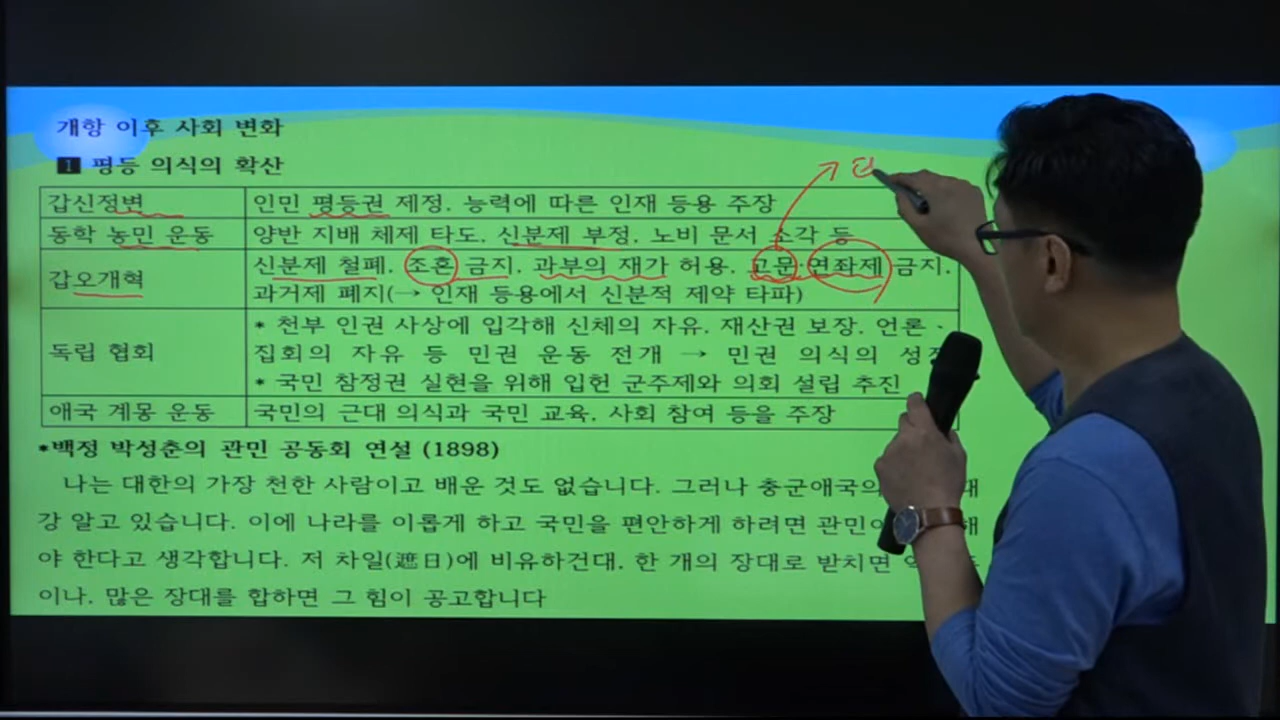 개항 이후 사회 변화
1 평등 의식의 확산
갑신정변 인민 평등권 제정. 능력에 따른 인재 등용 주장
동학 농민 운동 양반 지배 체제 타도. 신분제 부정. 노비 문서 소각 등
갑오개혁 신분제 철폐. 조혼 금지. 과부의 재가 허용. 고문·연좌제 금지.
과거제 폐지(→ 인재 등용에서 신분적 제약 타파)
* 천부 인권 사상에 입각해 신체의 자유. 재산권 보장. 언론·
독립 협회 집회의 자유 등 민권 운동 전개 → 민권 의식의 성장
* 국민 참정권 실현을 위해 입헌 군주제와 의회 설립 추진
애국 계몽 운동 국민의 근대 의식과 국민 교육. 사회 참여 등을 주장
*백정 박성춘의 관민 공동회 연설 (1898)
나는 대한의 가장 천한 사람이고 배운 것도 없습니다. 그러나 충군애국의
강 알고 있습니다. 이에 나라를 이롭게 하고 국민을 편안하게 하려면
야 한다고 생각합니다. 저 차일(遮日)에 비유하건대. 한 개의 장대로 받치면
이나. 많은 장대를 합하면 그 힘이 공고합니다